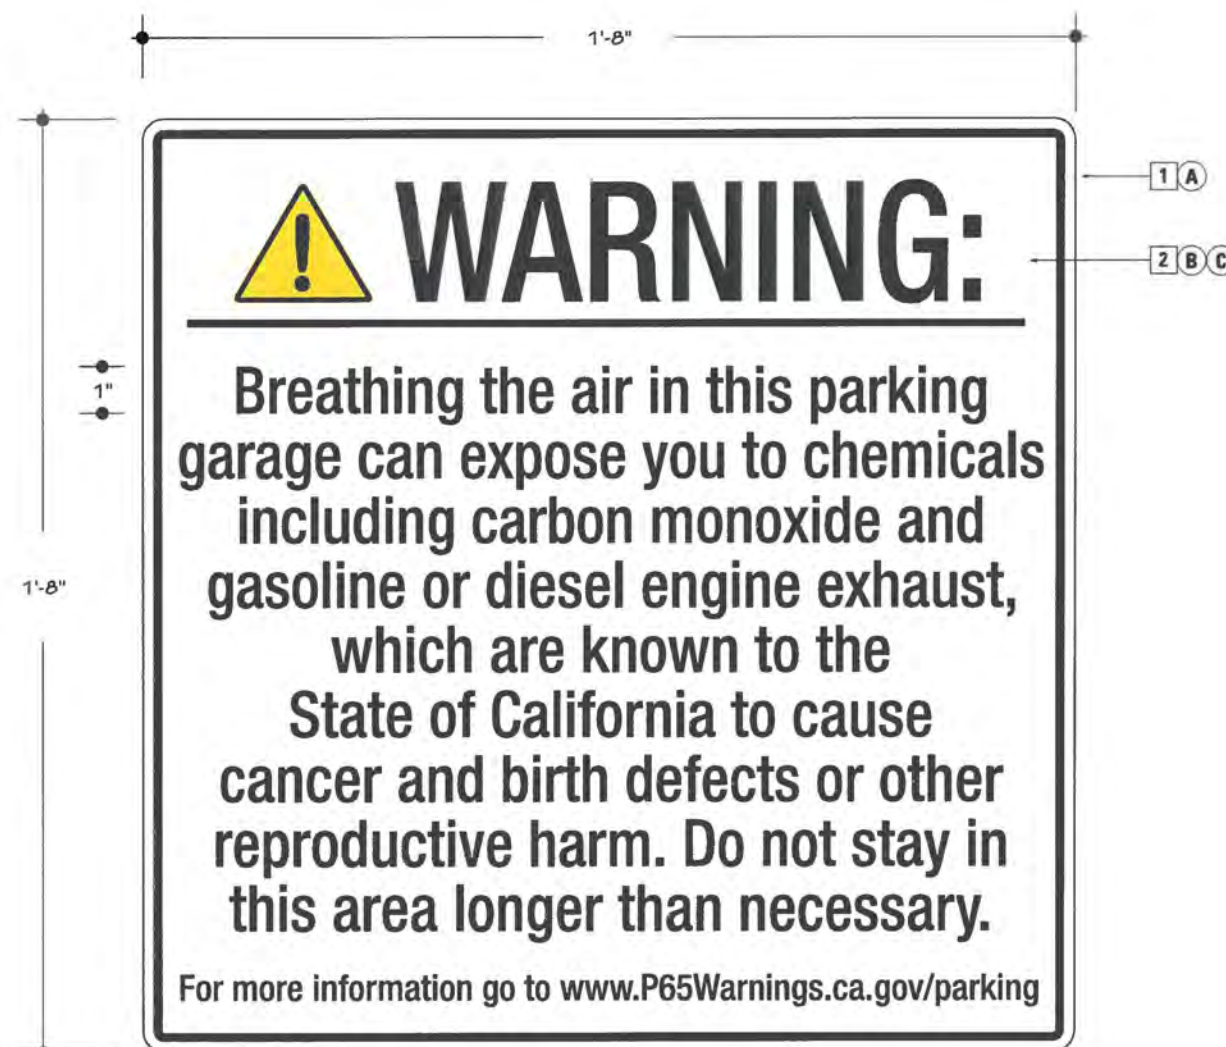 1'-8"
1 A
! WARNING:
2 B C
1"
Breathing the air in this parking
garage can expose you to chemicals
including carbon monoxide and
gasoline or diesel engine exhaust,
1'-8"
which are known to the
State of California to cause
cancer and birth defects or other
reproductive harm. Do not stay in
this area longer than necessary.
For more information go to www.P65Warnings.ca.gov/parking